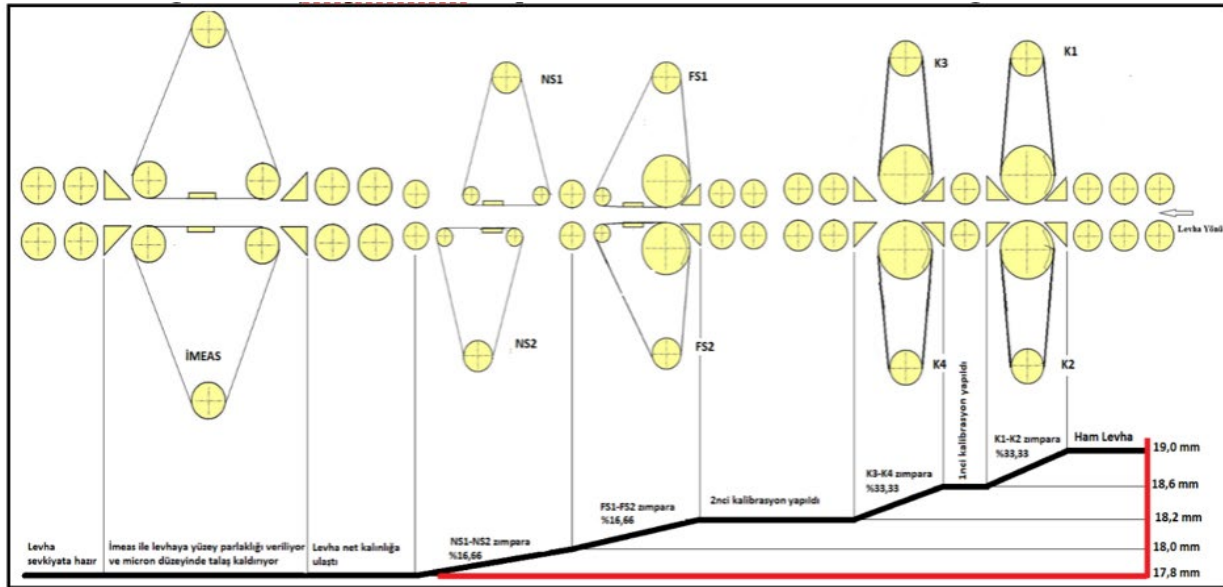 NS1
FS1
K3
K1
Levha Yönü
İMEAS
NS2
FS2
K4
K2
1nci kalibrasyon yapıldı
K1-K2 zımpara
%33,33
Ham Levha
19,0 mm
K3-K4 zımpara
%33,33
18,6 mm
FS1-FS2 zımpara
%16,66
2nci kalibrasyon yapıldı
18,2 mm
NS1-NS2 zımpara
%16,66
18,0 mm
Levha
sevkiyata hazır
İmeas ile levhaya yüzey parlaklığı veriliyor
ve micron düzeyinde talaş kaldırıyor
Levha net kalınlığa
ulaştı
17,8 mm